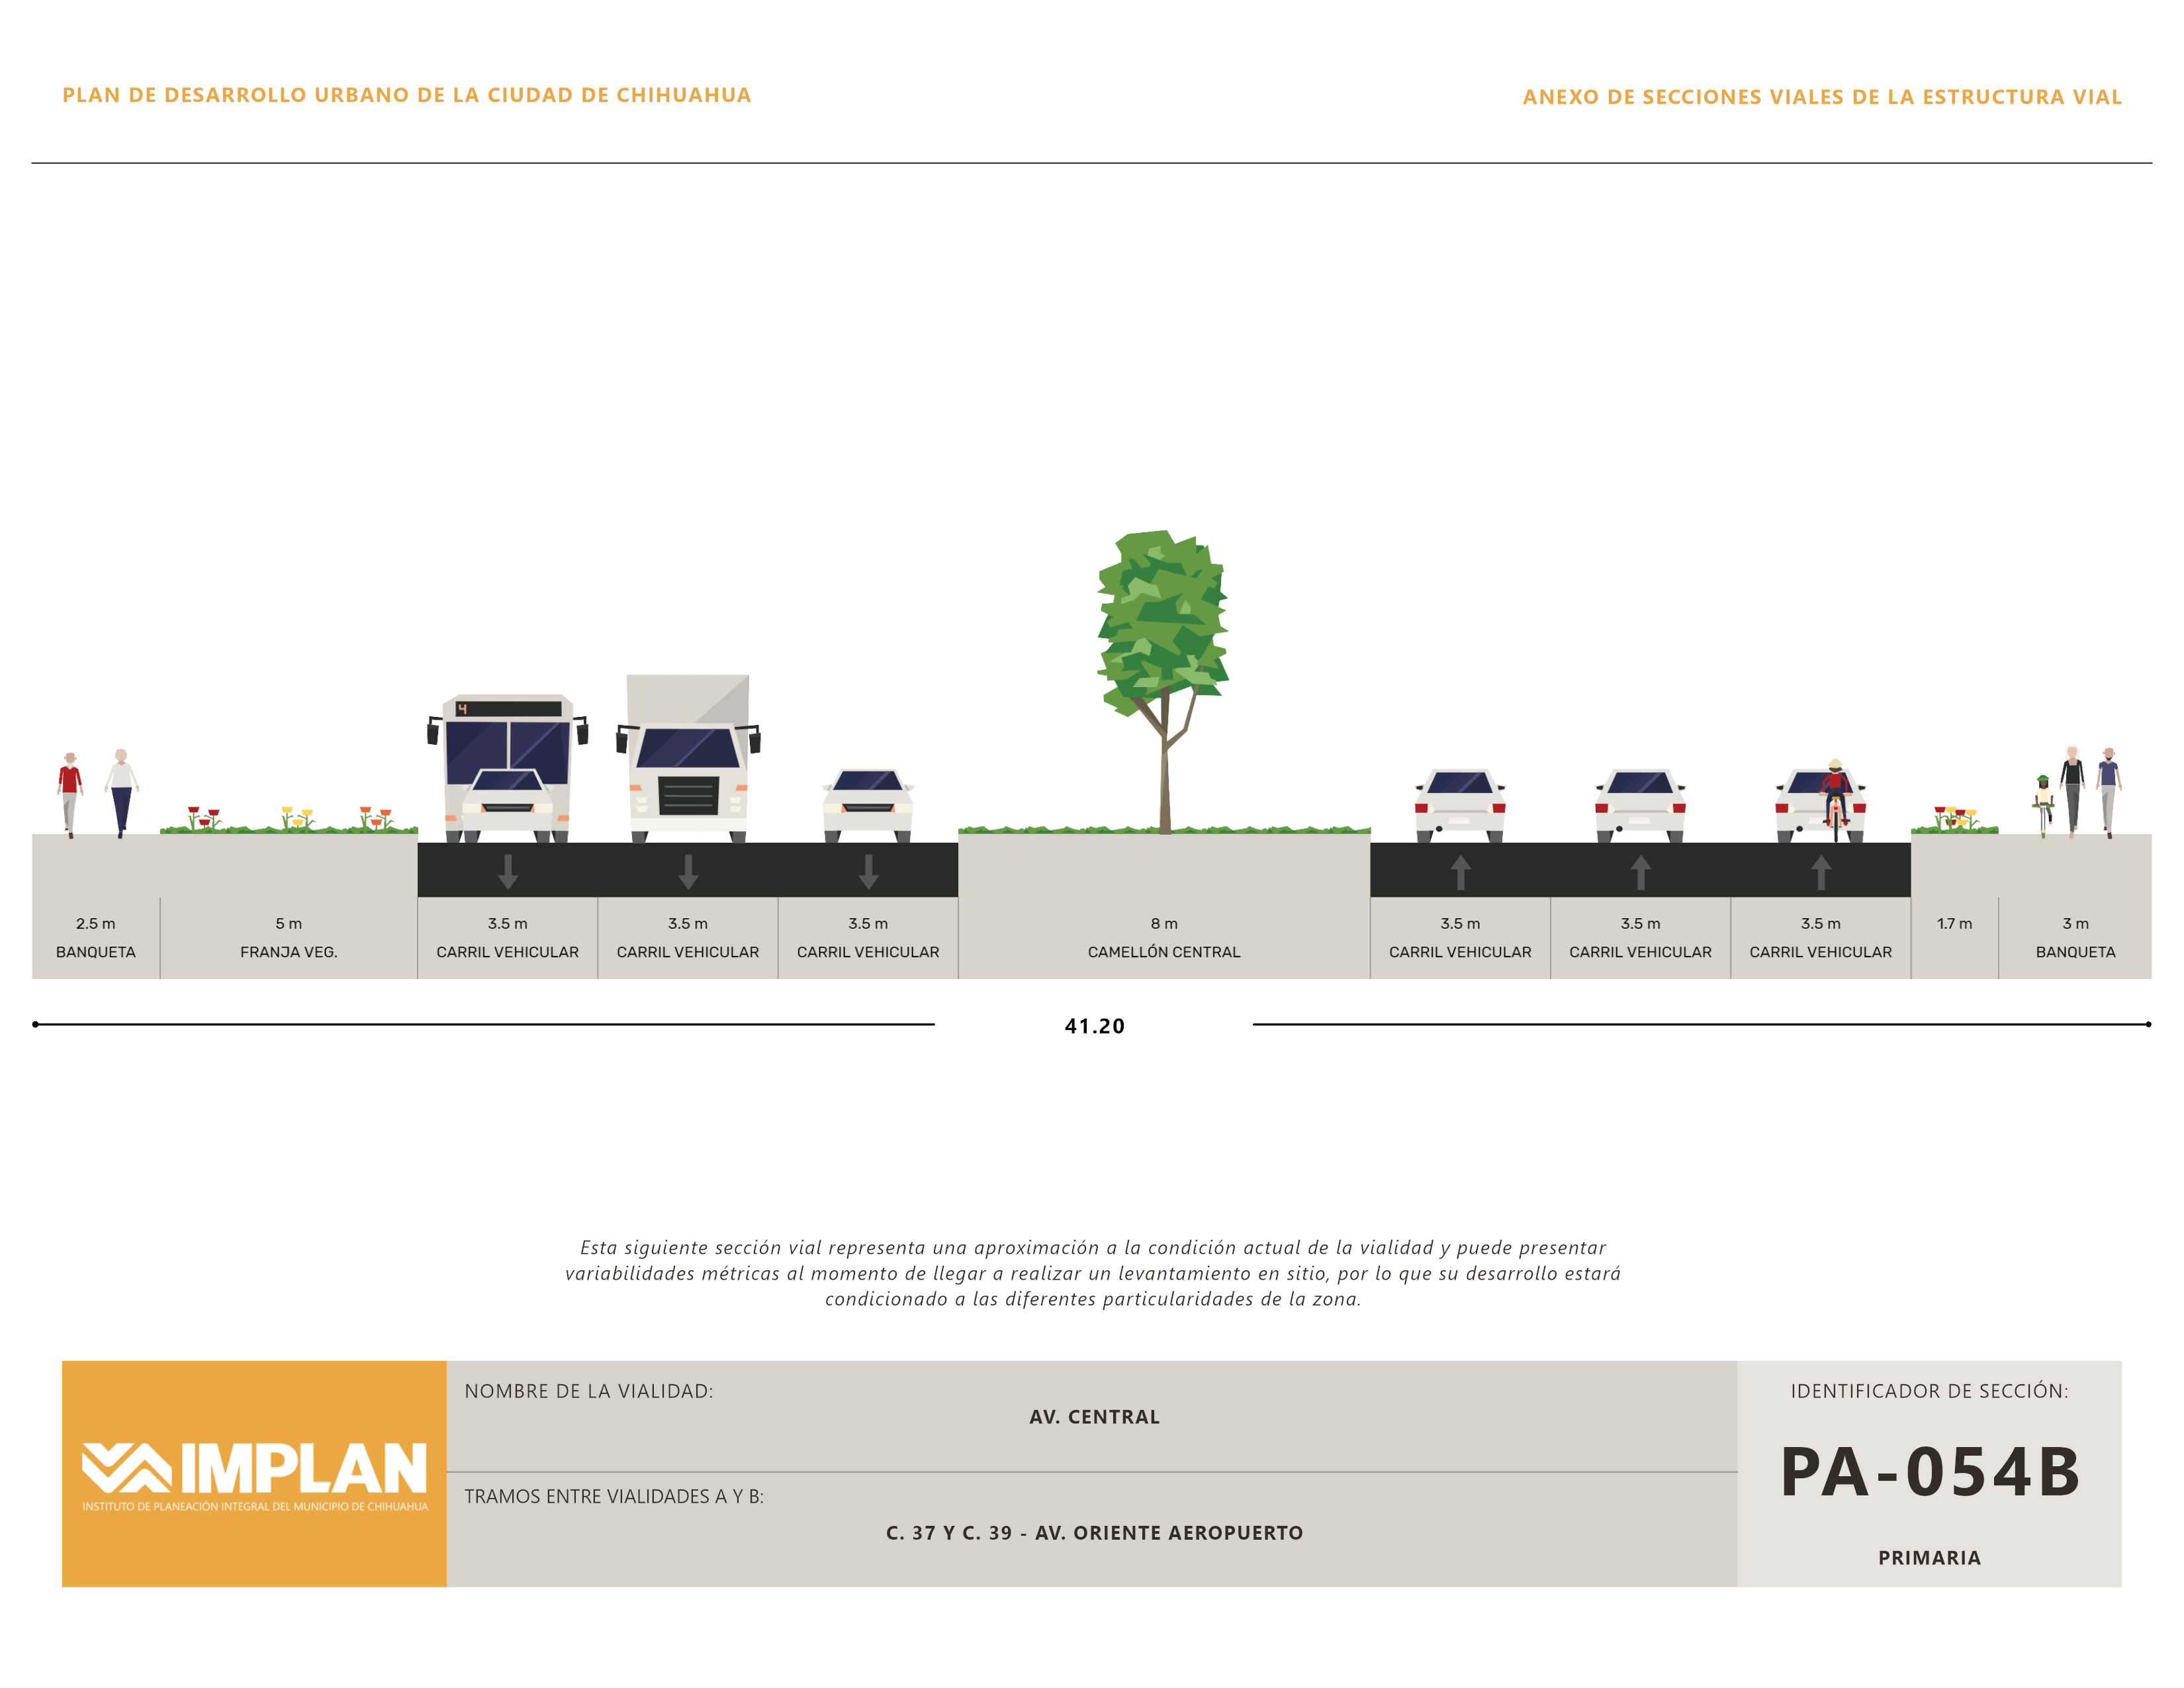 PLAN DE DESARROLLO URBANO DE LA CIUDAD DE CHIHUAHUA
ANEXO DE SECCIONES VIALES DE LA ESTRUCTURA VIAL
4
2.5 m
BANQUETA
5 m
FRANJA VEG.
3.5 m
CARRIL VEHICULAR
3.5 m
CARRIL VEHICULAR
3.5 m
CARRIL VEHICULAR
8 m
CAMELLÓN CENTRAL
3.5 m
CARRIL VEHICULAR
3.5 m
CARRIL VEHICULAR
3.5 m
CARRIL VEHICULAR
1.7 m
3 m
BANQUETA
41.20
Esta siguiente sección vial representa una aproximación a la condición actual de la vialidad y puede presentar
variabilidades métricas al momento de llegar a realizar un levantamiento en sitio, por lo que su desarrollo estará
condicionado a las diferentes particularidades de la zona.
IMPLAN
INSTITUTO DE PLANEACIÓN INTEGRAL DEL MUNICIPIO DE CHIHUAHUA
NOMBRE DE LA VIALIDAD:
AV. CENTRAL
TRAMOS ENTRE VIALIDADES A Y B:
C. 37 Y C. 39 - AV. ORIENTE AEROPUERTO
IDENTIFICADOR DE SECCIÓN:
PA-054B
PRIMARIA